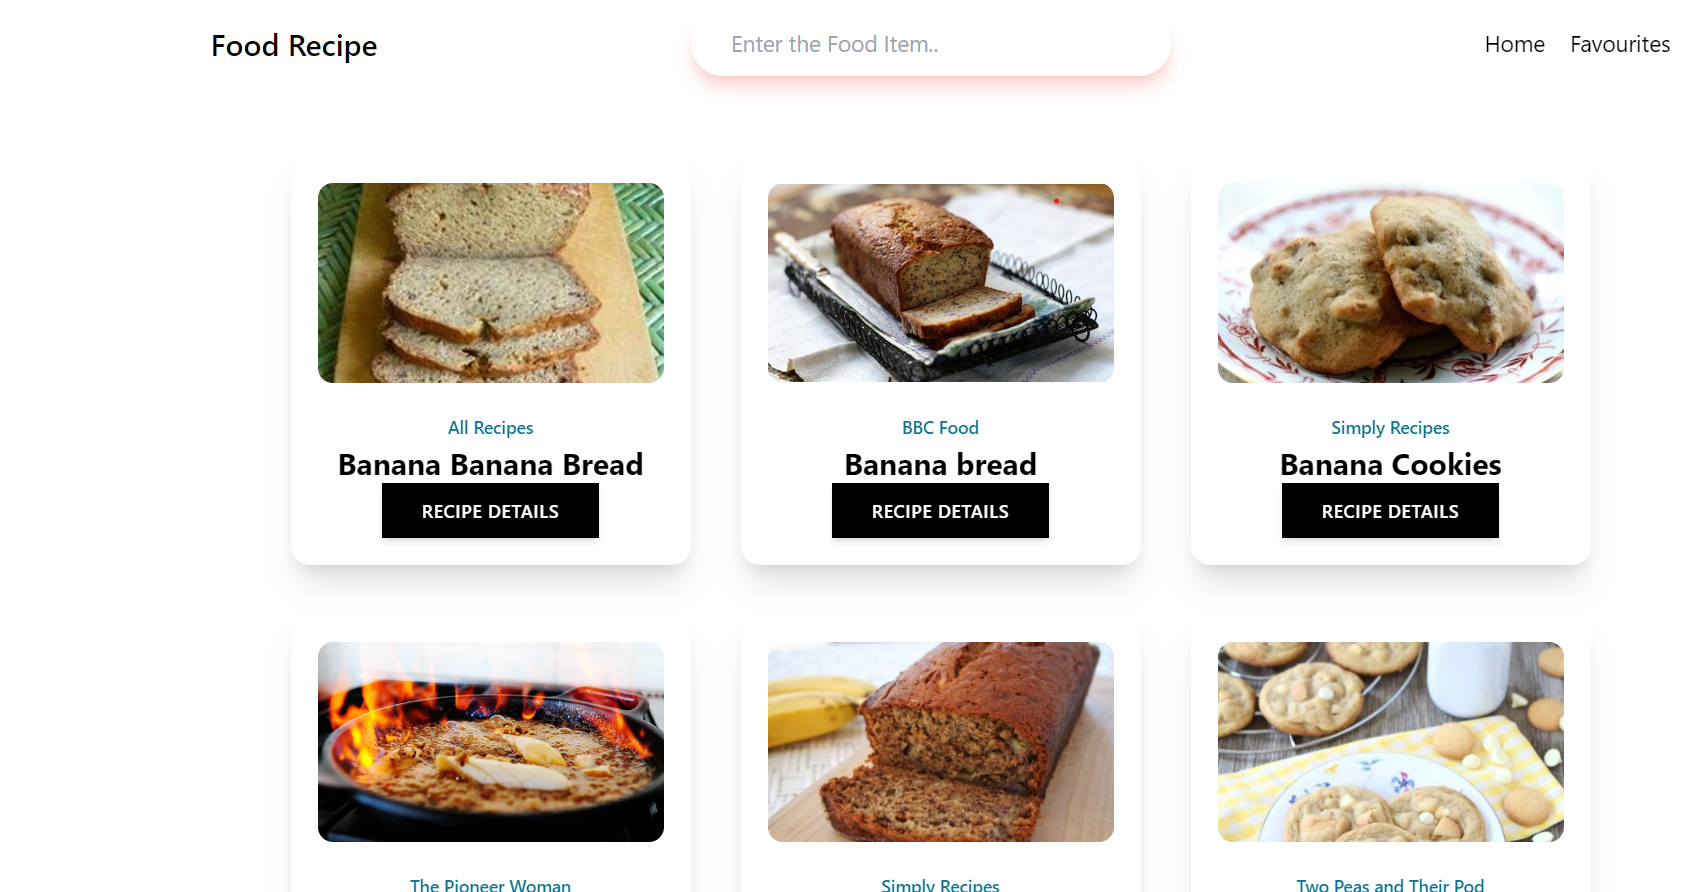 Food Recipe
Enter the Food Item..
Home
Favourites
All Recipes
Banana Banana Bread
RECIPE DETAILS
BBC Food
Banana bread
RECIPE DETAILS
Simply Recipes
Banana Cookies
RECIPE DETAILS
The Pioneer Woman
Simply Recipes
Two Peas and Their Pod